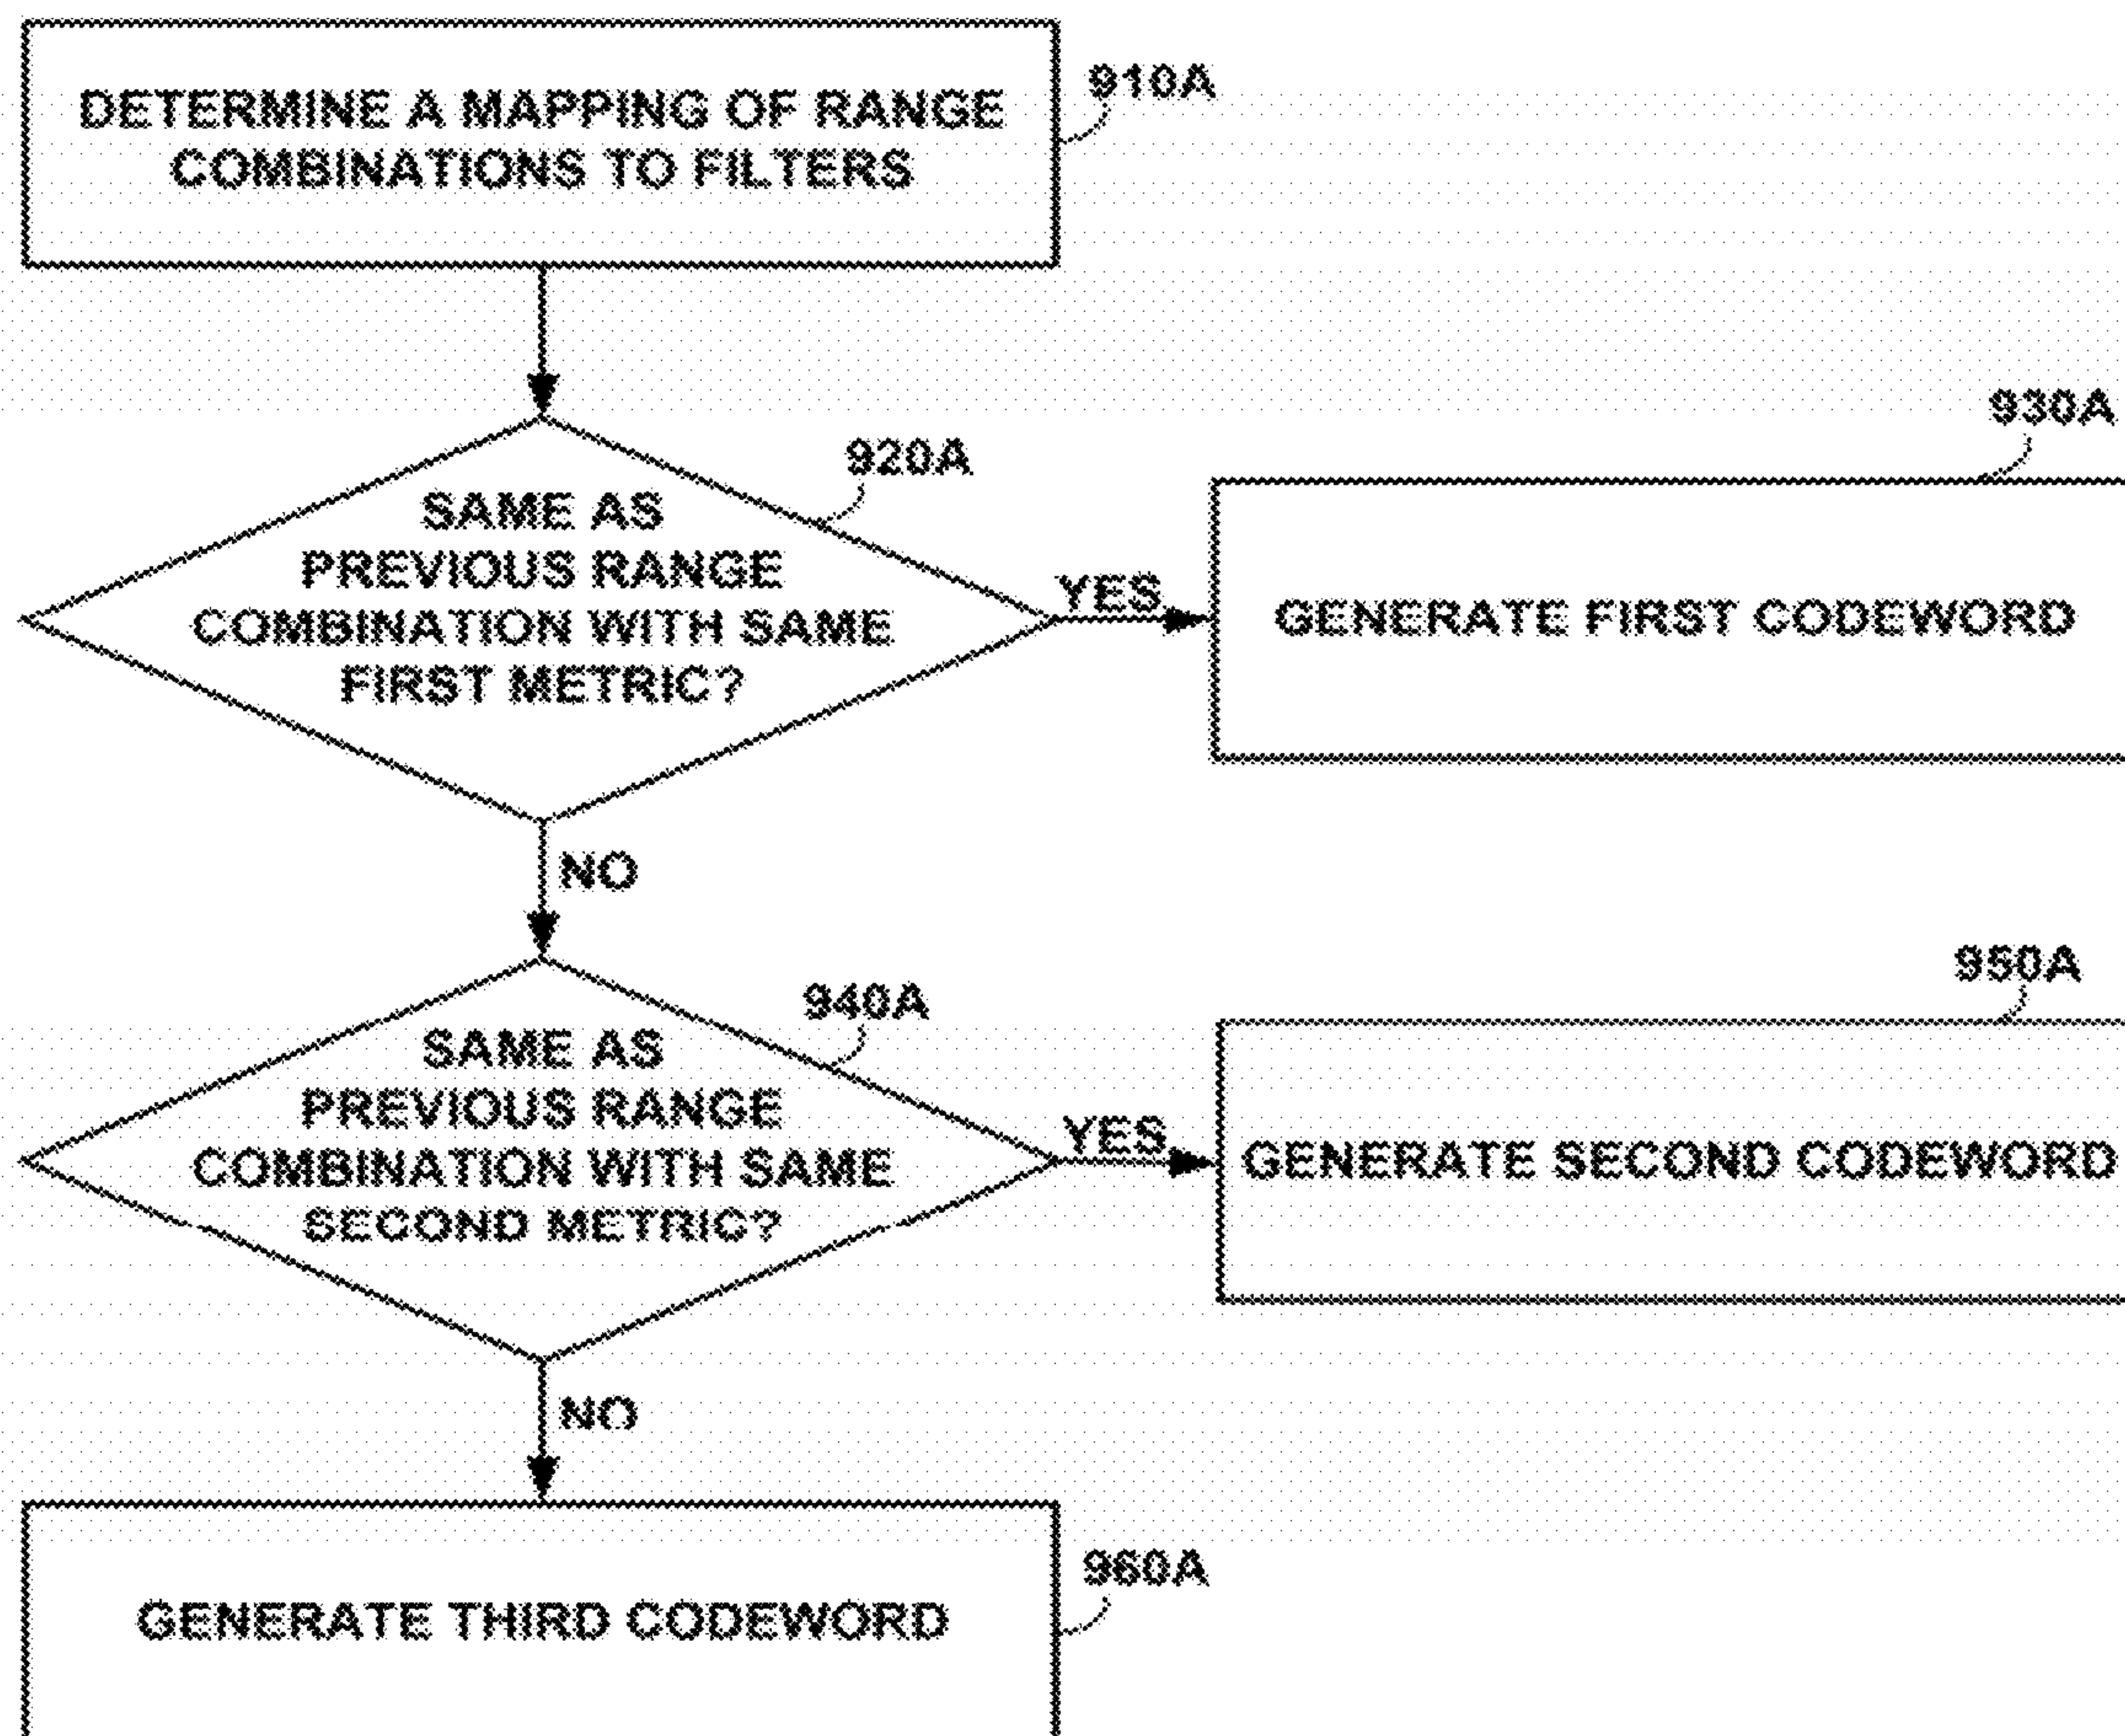 DETERMINE A MAPPING OF RANGE
COMBINATIONS TO FILTERS
910A
920A
SAME AS
PREVIOUS RANGE
COMBINATION WITH SAME
FIRST METRIC?
YES
930A
GENERATE FIRST CODEWORD
NO
940A
SAME AS
PREVIOUS RANGE
COMBINATION WITH SAME
SECOND METRIC?
YES
950A
GENERATE SECOND CODEWORD
NO
960A
GENERATE THIRD CODEWORD